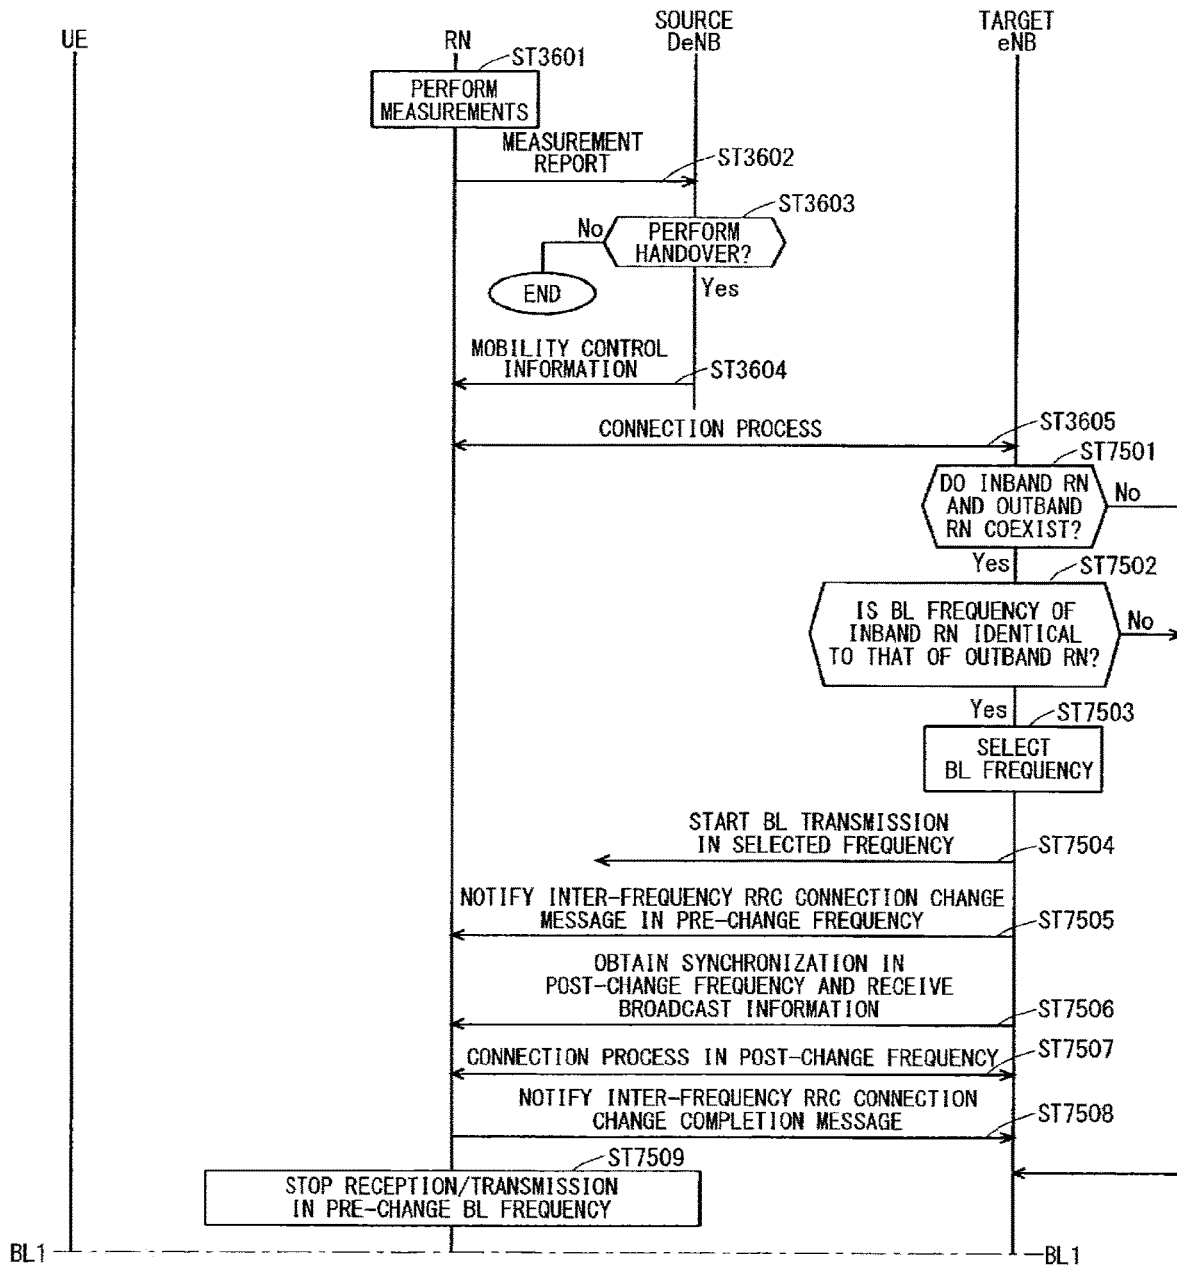 UE
RN
SOURCE
DeNB
TARGET
eNB
ST3601
PERFORM
MEASUREMENTS
MEASUREMENT
REPORT
ST3602
ST3603
No
PERFORM
HANDOVER?
END
Yes
MOBILITY CONTROL
INFORMATION
ST3604
CONNECTION PROCESS
ST3605
ST7501
DO INBAND RN
AND OUTBAND
RN COEXIST?
No
Yes
ST7502
IS BL FREQUENCY OF
INBAND RN IDENTICAL
TO THAT OF OUTBAND RN?
No
Yes
ST7503
SELECT
BL FREQUENCY
START BL TRANSMISSION
IN SELECTED FREQUENCY
ST7504
NOTIFY INTER-FREQUENCY RRC CONNECTION CHANGE
MESSAGE IN PRE-CHANGE FREQUENCY
ST7505
OBTAIN SYNCHRONIZATION IN
POST-CHANGE FREQUENCY AND RECEIVE
BROADCAST INFORMATION
ST7506
CONNECTION PROCESS IN POST-CHANGE FREQUENCY
ST7507
NOTIFY INTER-FREQUENCY RRC CONNECTION
CHANGE COMPLETION MESSAGE
ST7508
ST7509
STOP RECEPTION/TRANSMISSION
IN PRE-CHANGE BL FREQUENCY
BL1
BL1